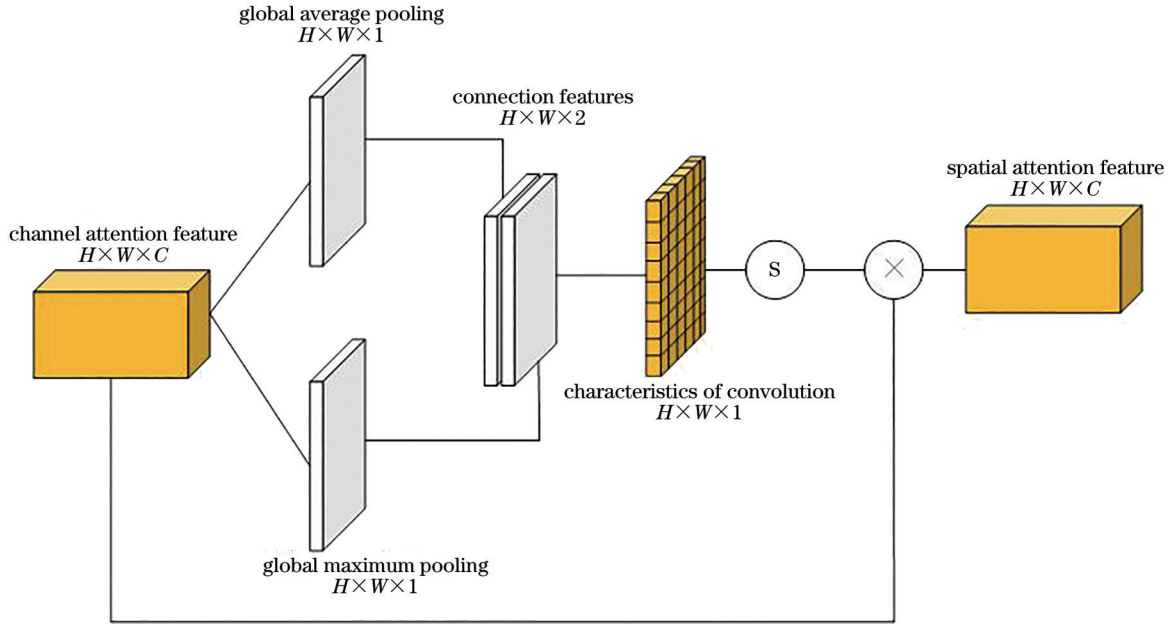 global average pooling
H×W×1
connection features
H×W×2
spatial attention feature
H×W×C
channel attention feature
H×W×C
S
×
characteristics of convolution
H×W×1
global maximum pooling
H×W×1